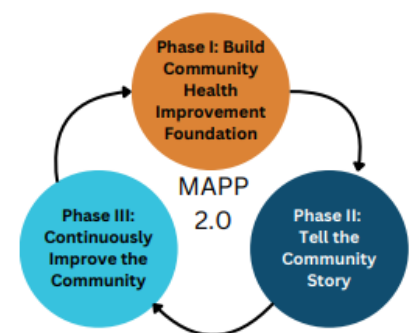 Phase I: Build
Community
Health
Improvement
Foundation
MAPP
2.0
Phase II:
Tell the
Community
Story
Phase III:
Continuously
Improve the
Community